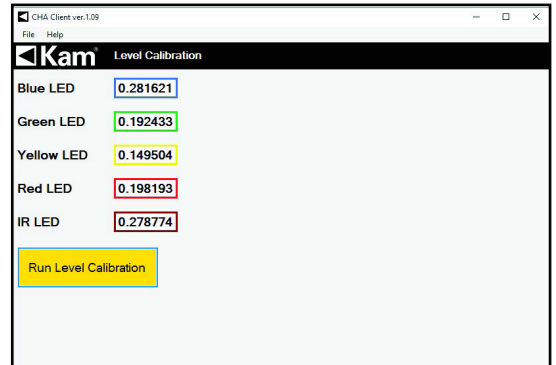 CHA Client ver.1.09
File Help
Kam® Level Calibration
Blue LED 0.281621
Green LED 0.192433
Yellow LED 0.149504
Red LED 0.198193
IR LED 0.278774
Run Level Calibration